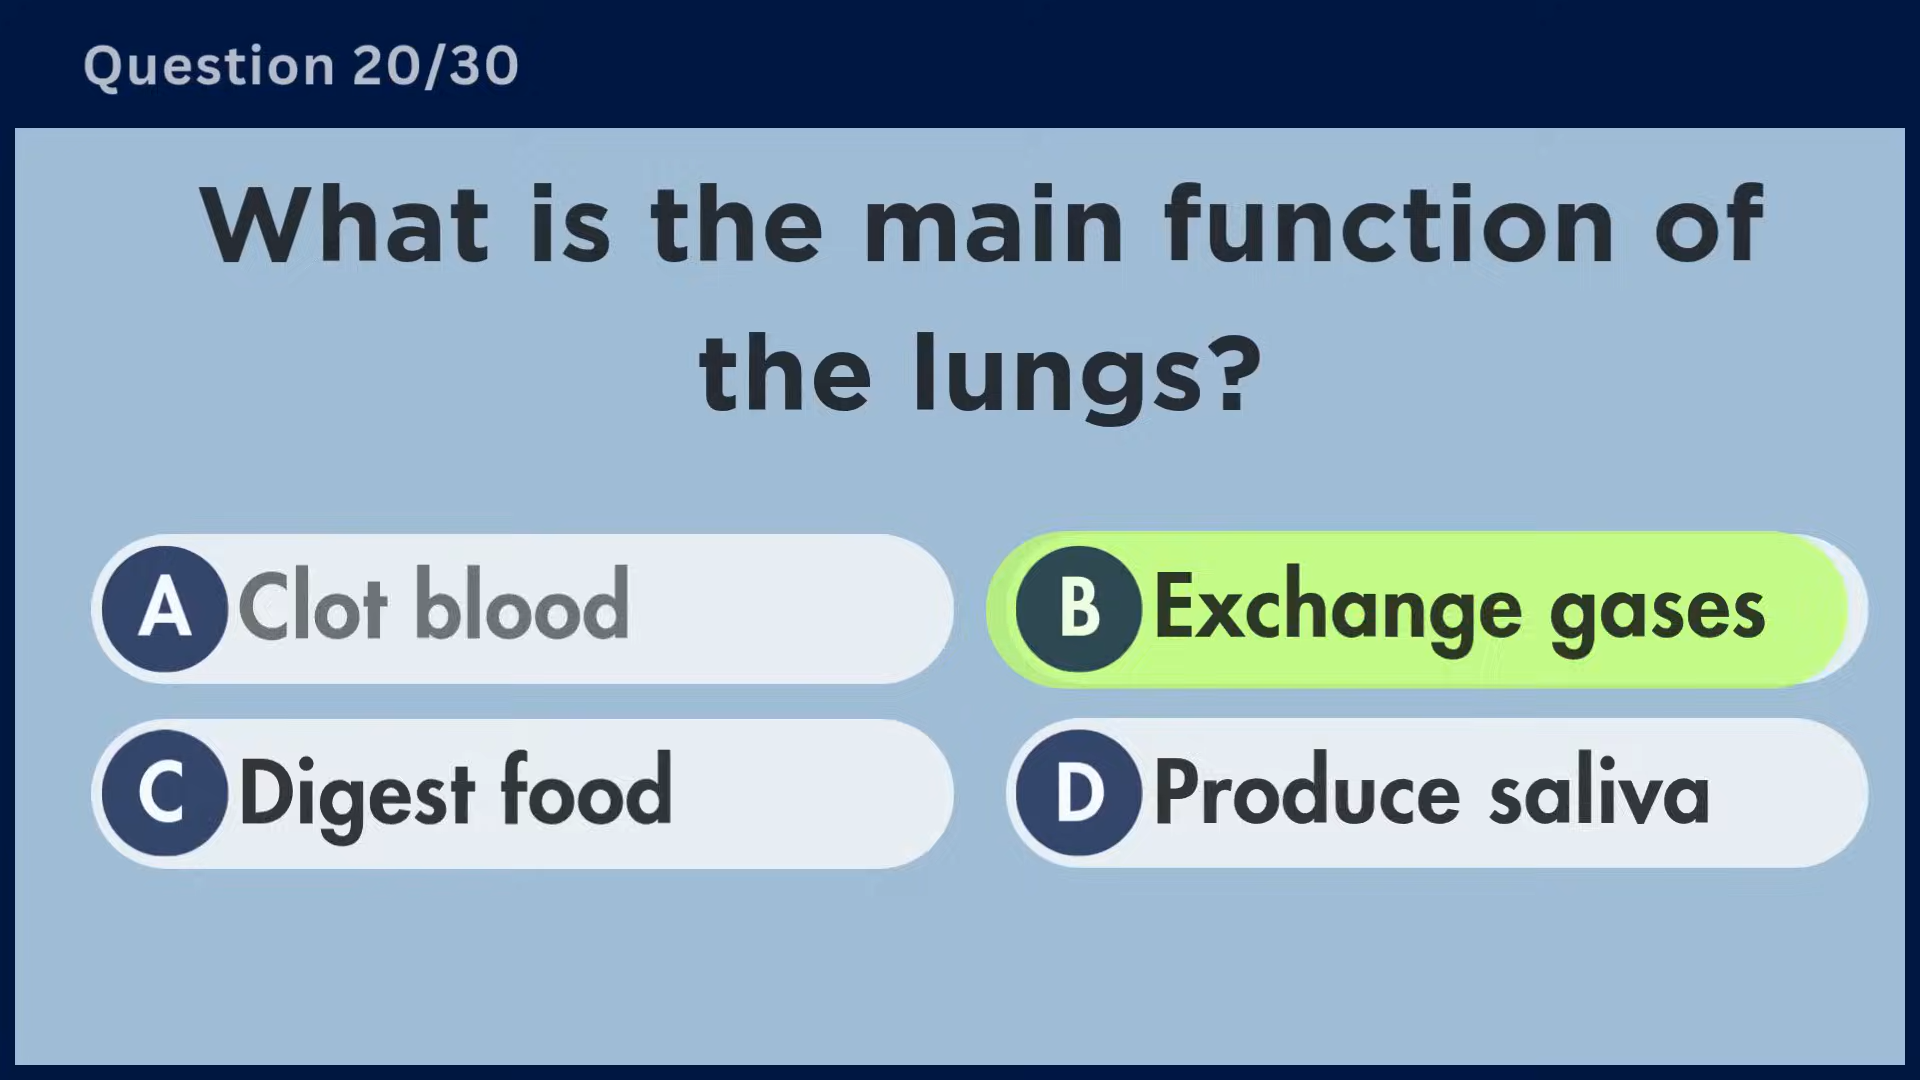 Question 20/30
What is the main function of
the lungs?
A Clot blood
B Exchange gases
C Digest food
D Produce saliva